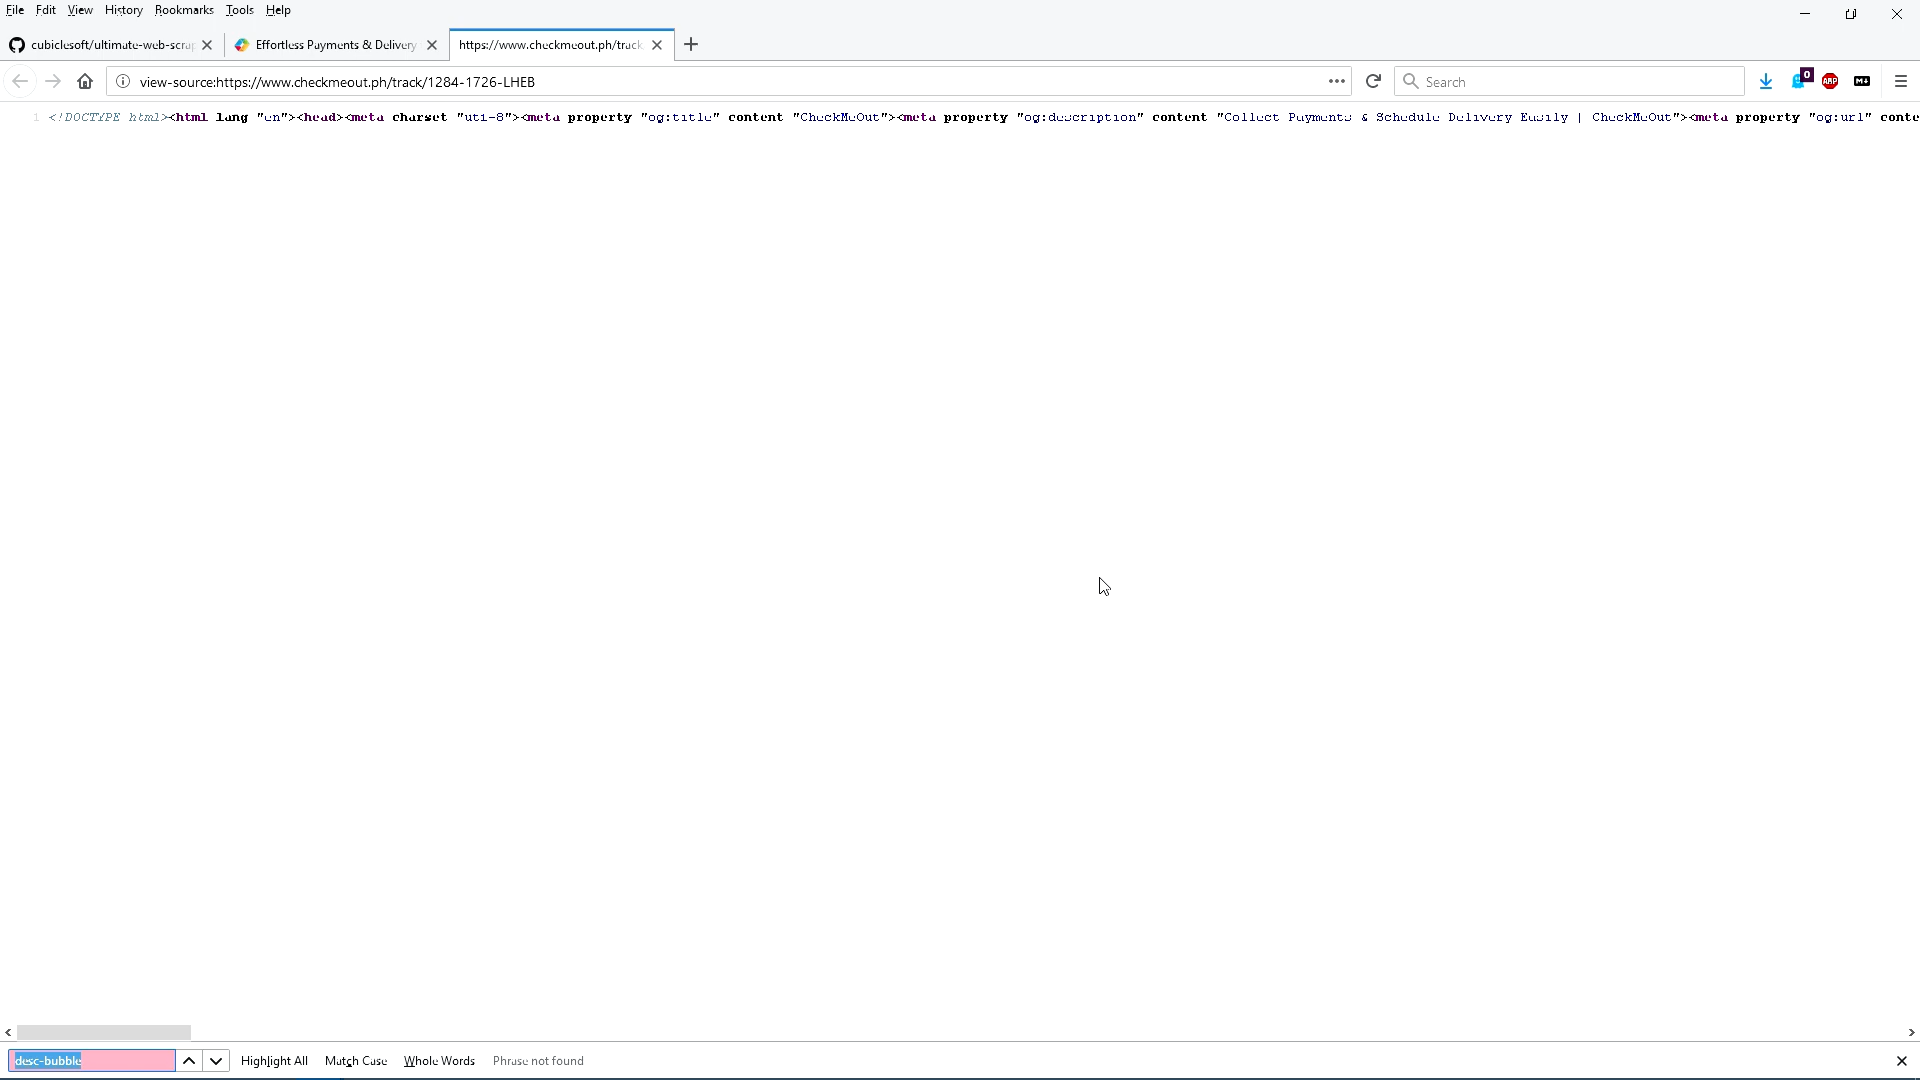 File Edit View History Bookmarks Tools Help
cubiclesoft/ultimate-web-scrap Effortless Payments & Delivery https://www.checkmeout.ph/track
view-source:https://www.checkmeout.ph/track/1284-1726-LHEB Search 0 ABP M+
1 <!DOCTYPE html><html lang "en"><head><meta charset "utf-8"><meta property "og:title" content "CheckMeOut"><meta property "og:description" content "Collect Payments & Schedule Delivery Easily | CheckMeOut"><meta property "og:url" conte
desc-bubble Highlight All Match Case Whole Words Phrase not found